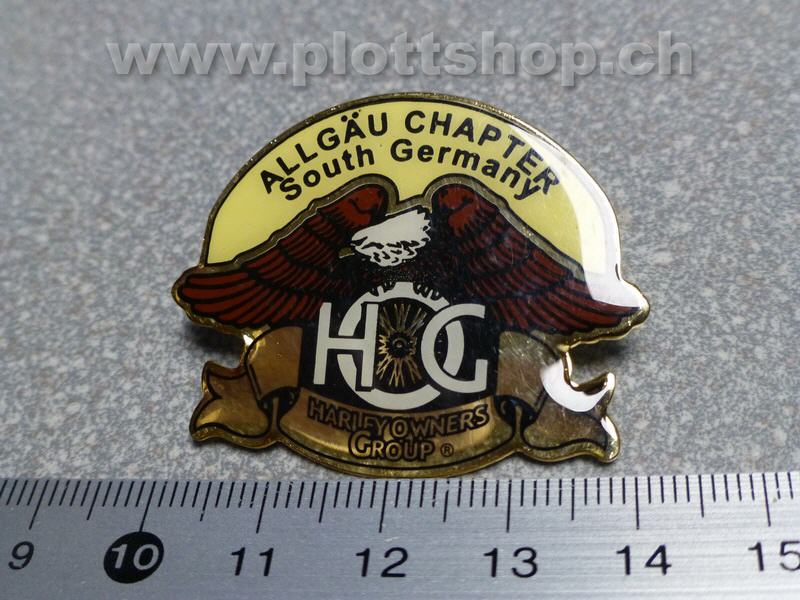 www.plottshop.ch
ALLGÄU CHAPTER
South Germany
HOG
HARLEY OWNERS
GROUP ®
9 10 11 12 13 14 15